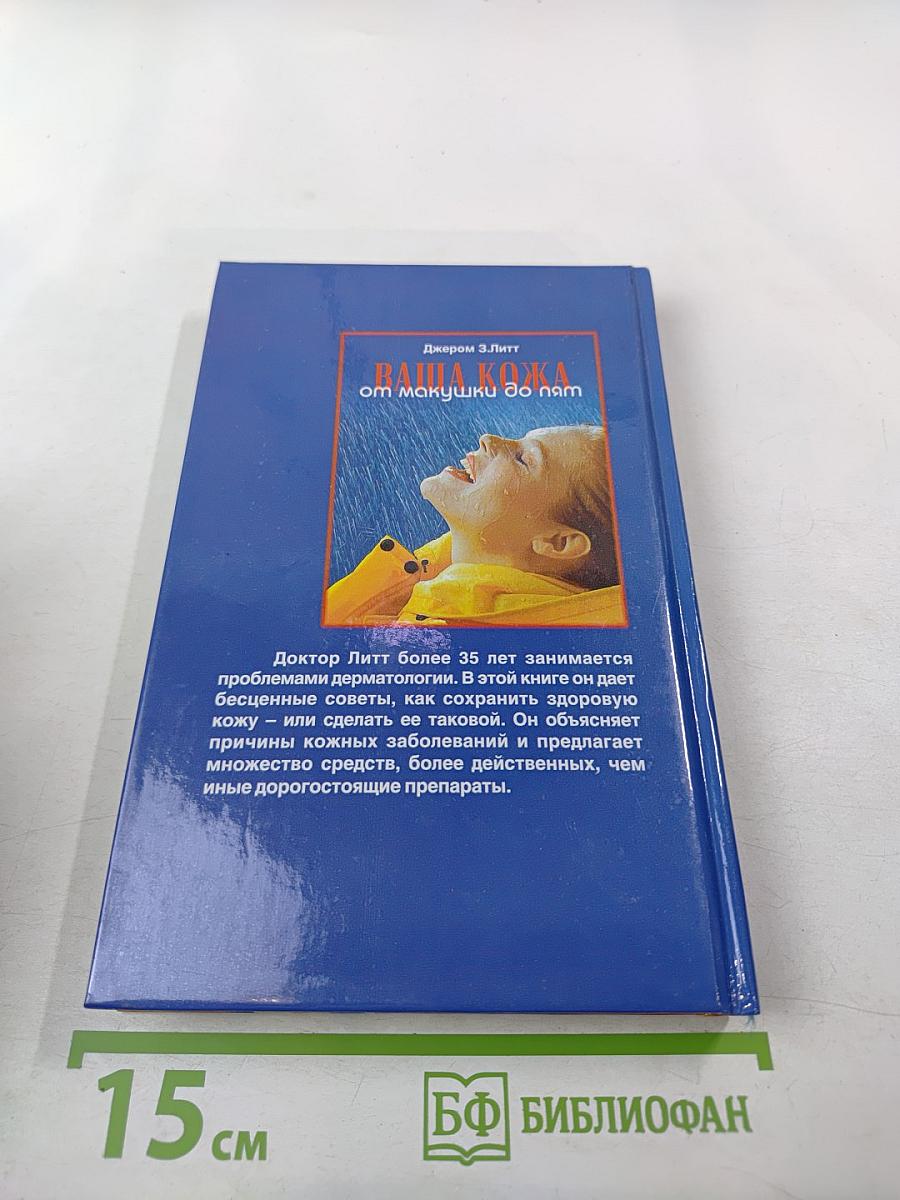 Джером З.Литт
ВАША КОЖА
от макушки до пят
Доктор Литт более 35 лет занимается
проблемами дерматологии. В этой книге он дает
бесценные советы, как сохранить здоровую
кожу – или сделать ее таковой. Он объясняет
причины кожных заболеваний и предлагает
множество средств, более действенных, чем
иные дорогостоящие препараты.
15 см
БФ БИБЛИОФАН